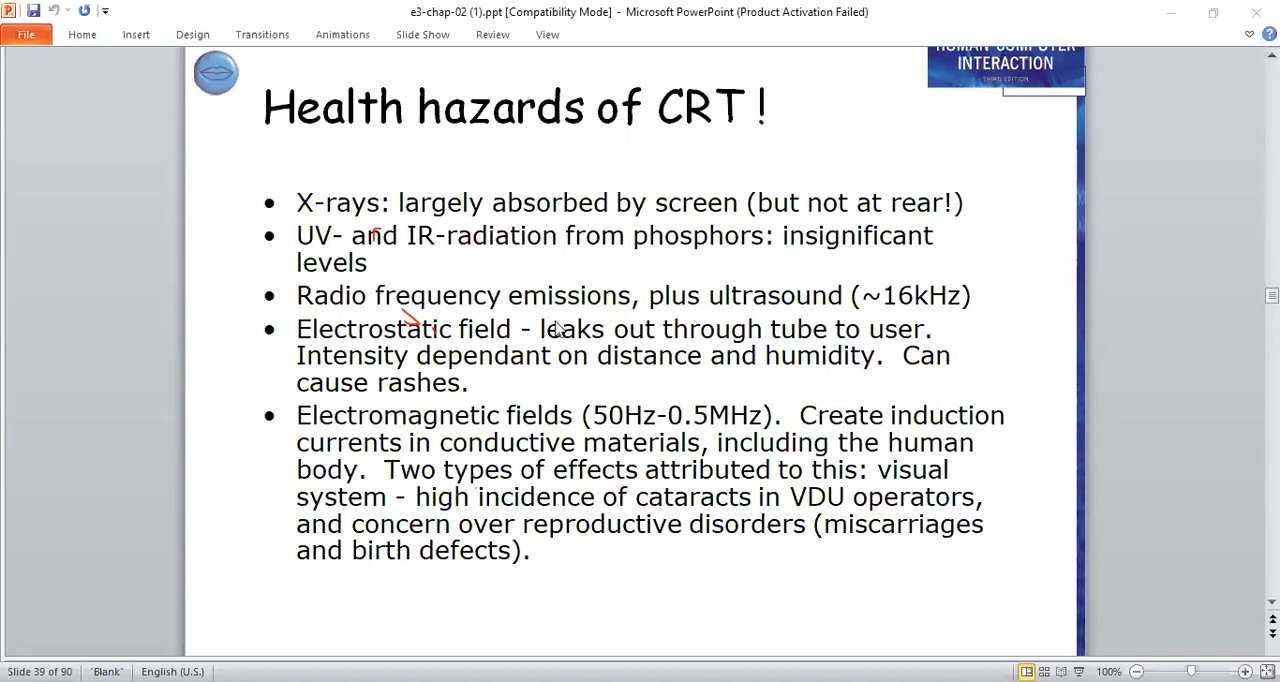 e3-chap-02 (1).ppt [Compatibility Mode] - Microsoft PowerPoint (Product Activation Failed)
File Home Insert Design Transitions Animations Slide Show Review View
HUMAN-COMPUTER
INTERACTION
THIRD EDITION
Health hazards of CRT !
• X-rays: largely absorbed by screen (but not at rear!)
• UV- and IR-radiation from phosphors: insignificant
levels
• Radio frequency emissions, plus ultrasound (~16kHz)
• Electrostatic field - leaks out through tube to user.
Intensity dependant on distance and humidity. Can
cause rashes.
• Electromagnetic fields (50Hz-0.5MHz). Create induction
currents in conductive materials, including the human
body. Two types of effects attributed to this: visual
system - high incidence of cataracts in VDU operators,
and concern over reproductive disorders (miscarriages
and birth defects).
Slide 39 of 90 "Blank" English (U.S.) 100%